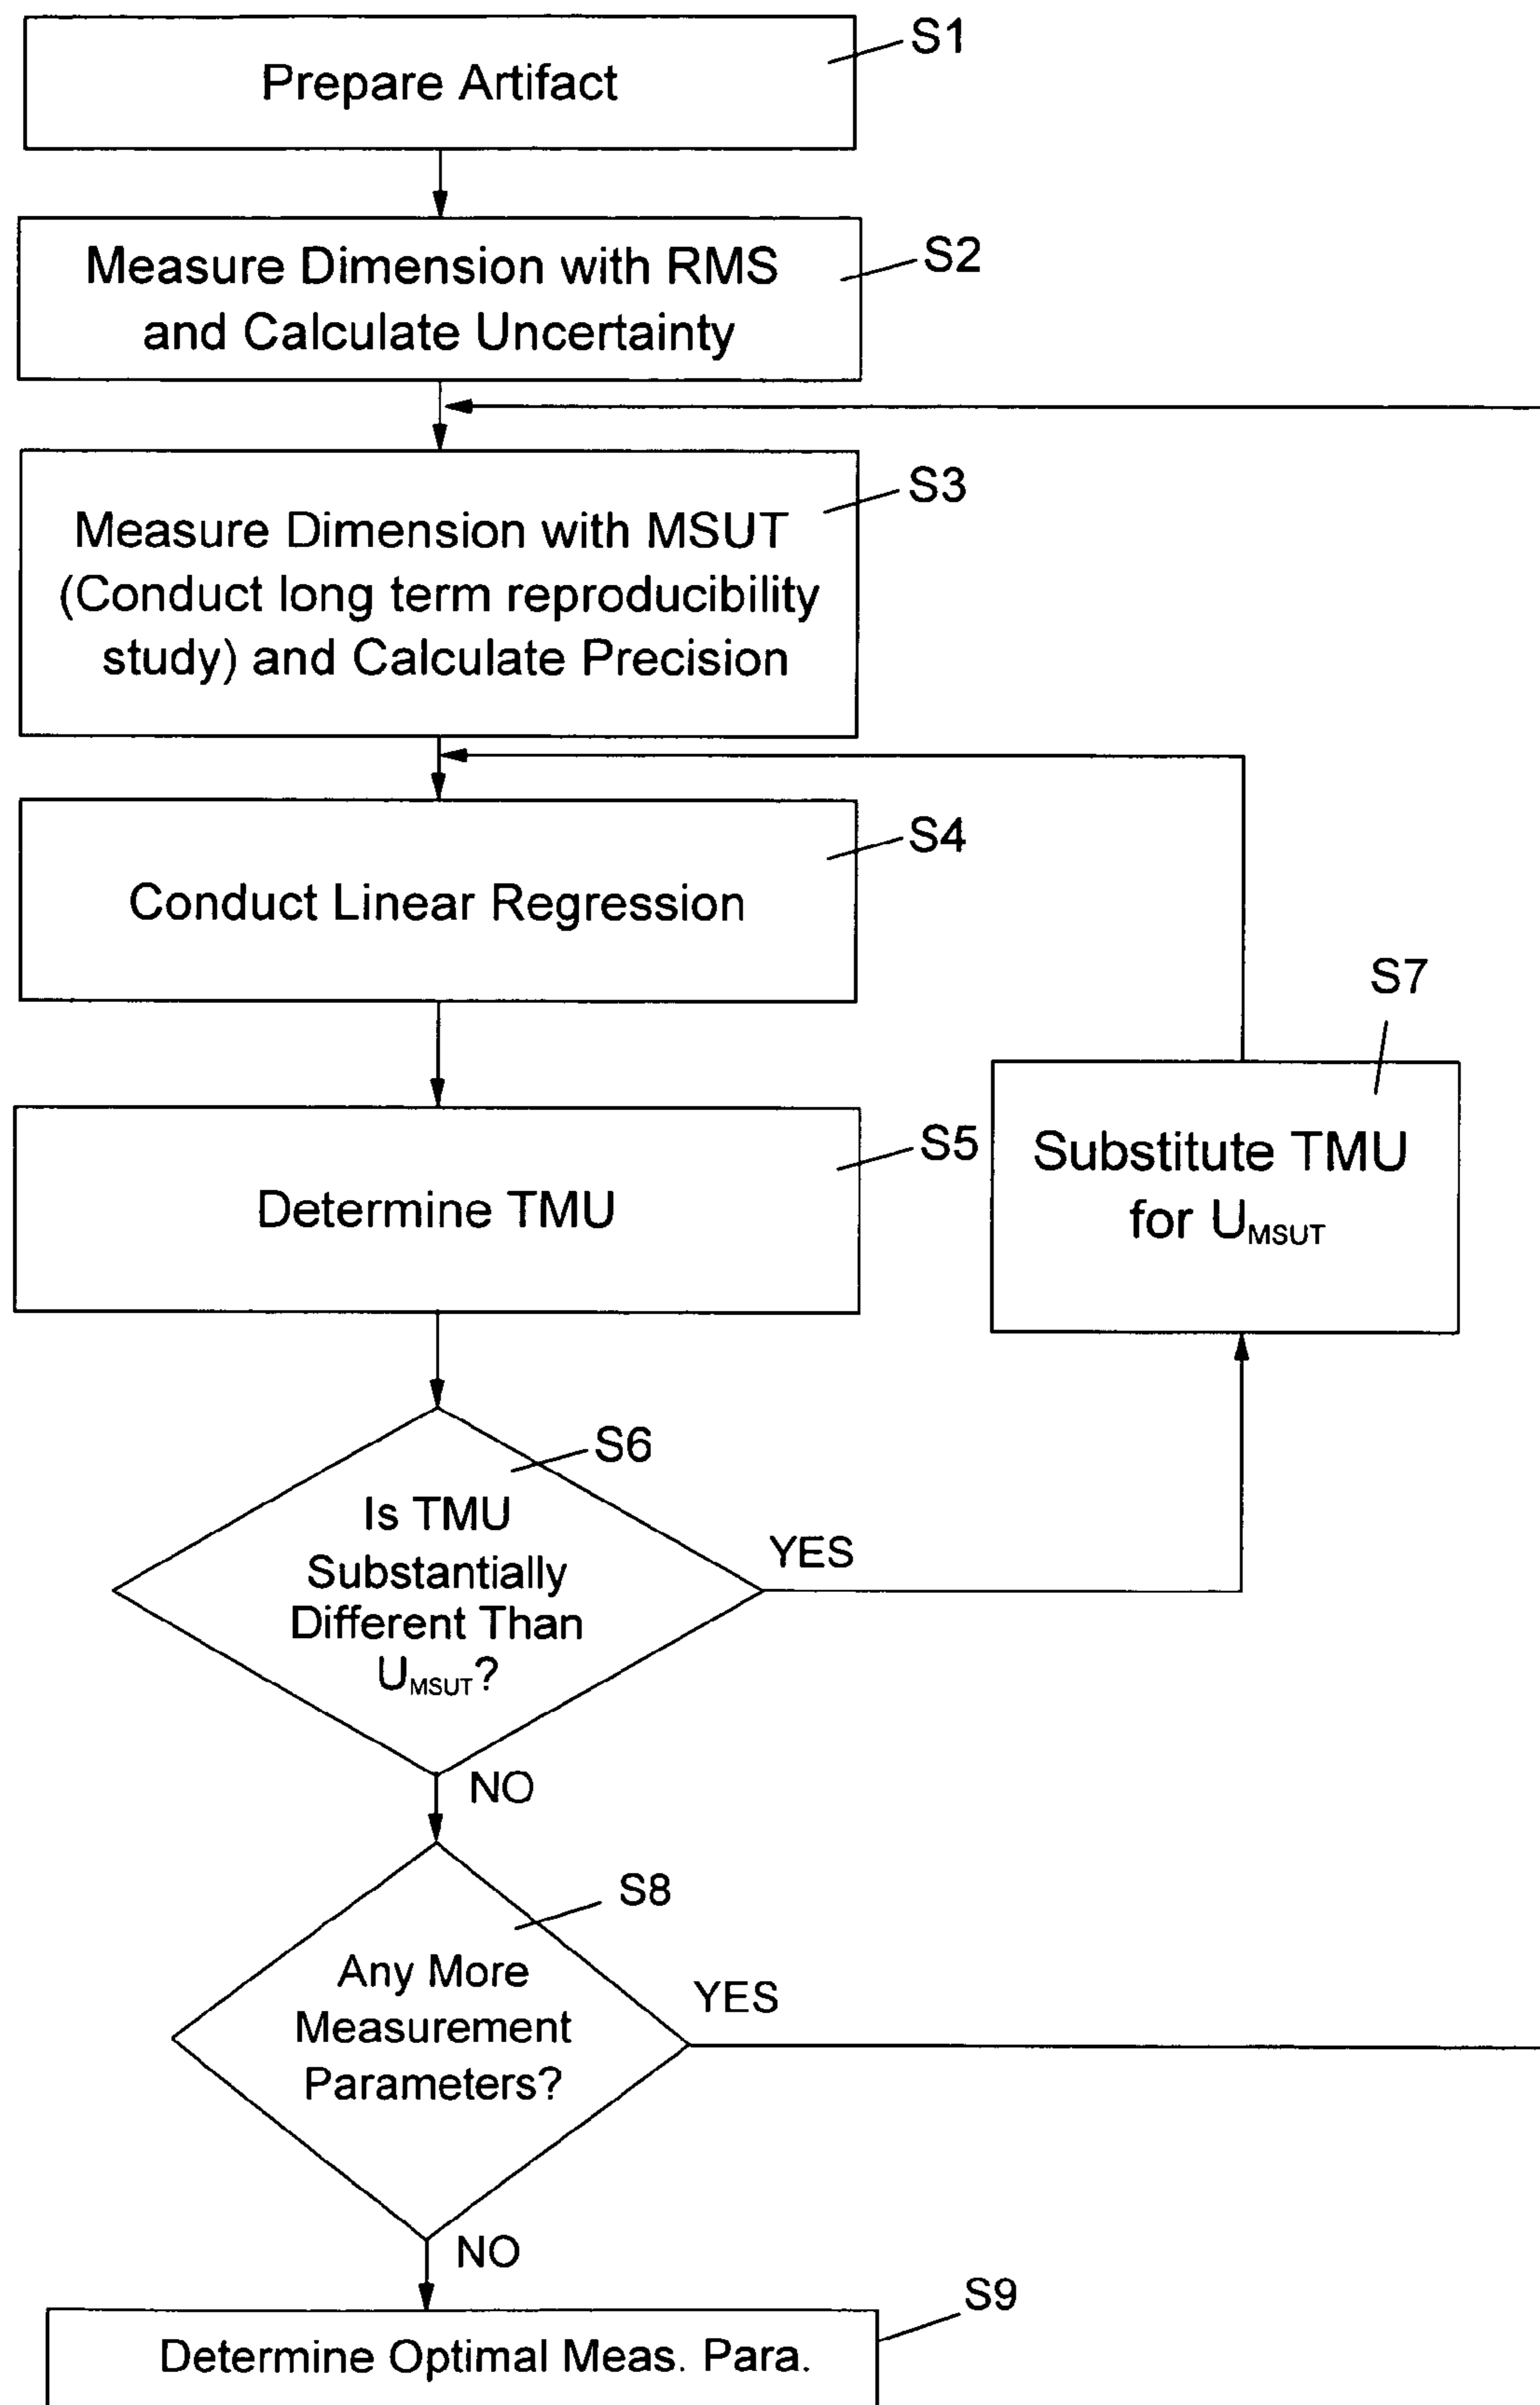 S1
Prepare Artifact
S2
Measure Dimension with RMS
and Calculate Uncertainty
S3
Measure Dimension with MSUT
(Conduct long term reproducibility
study) and Calculate Precision
S4
Conduct Linear Regression
S7
Substitute TMU
for UMSUT
S5
Determine TMU
S6
Is TMU
Substantially
Different Than
UMSUT?
YES
NO
S8
Any More
Measurement
Parameters?
YES
NO
S9
Determine Optimal Meas. Para.